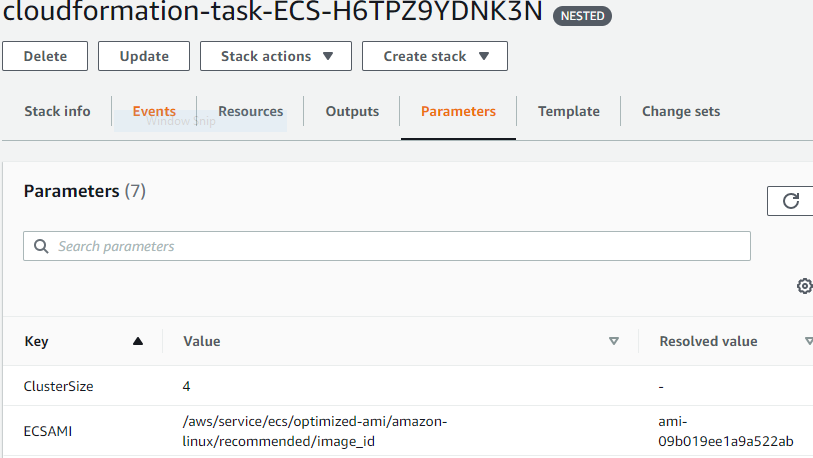 cloudformation-task-ECS-H6TPZ9YDNK3N NESTED
Delete Update Stack actions Create stack
Stack info Events Resources Outputs Parameters Template Change sets
Window Snip
Parameters (7)
Search parameters
Key Value Resolved value
ClusterSize 4 -
ECSAMI /aws/service/ecs/optimized-ami/amazon- ami-
linux/recommended/image_id 09b019ee1a9a522ab